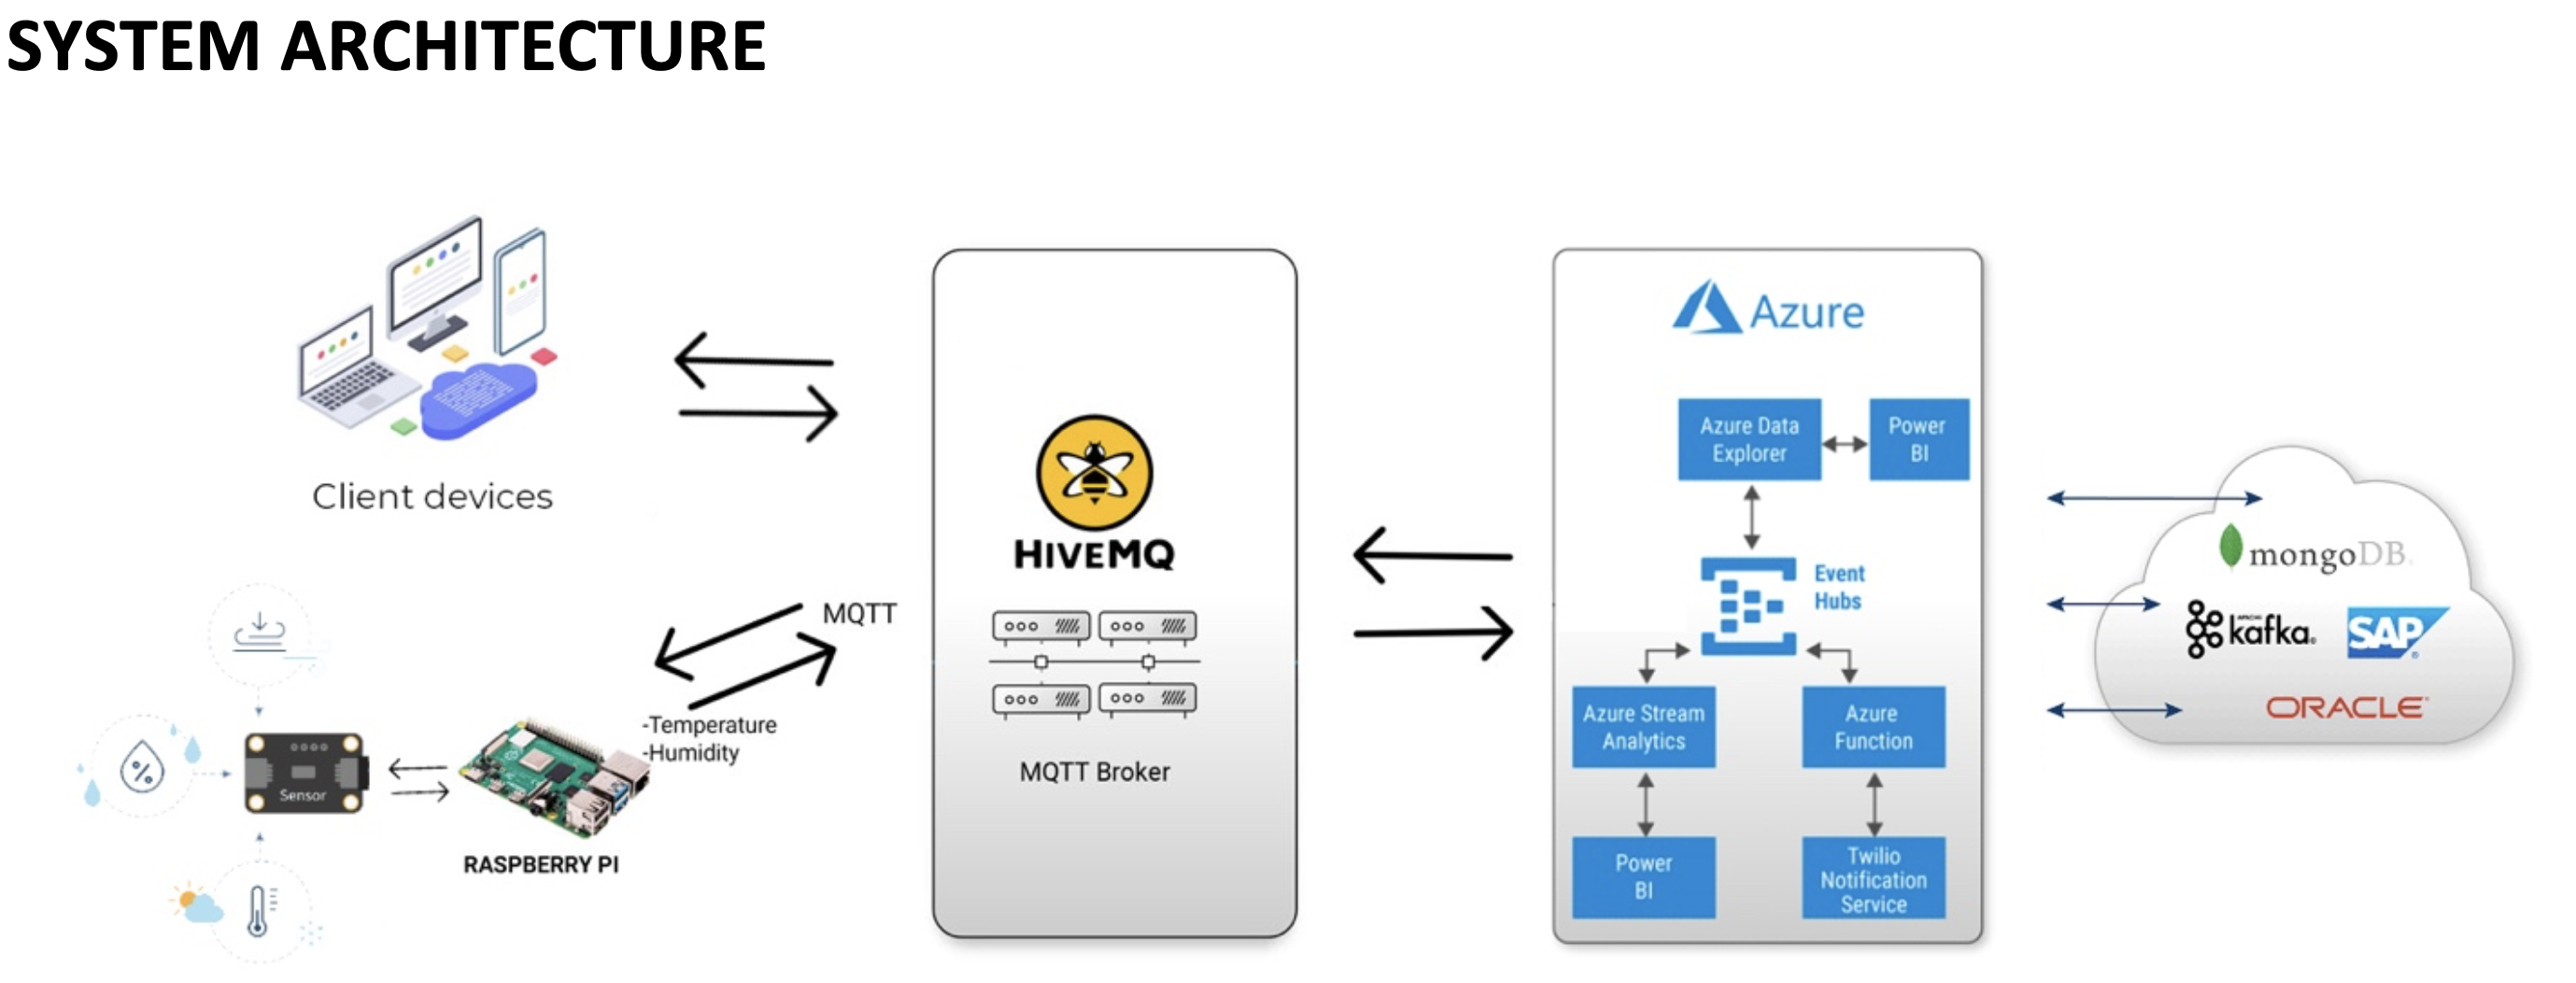 SYSTEM ARCHITECTURE
Client devices
MQTT
-Temperature
-Humidity
%
Sensor
RASPBERRY PI
HIVEMQ
MQTT Broker
Azure
Azure Data
Explorer
Power
BI
Event
Hubs
Azure Stream
Analytics
Azure
Function
Power
BI
Twilio
Notification
Service
mongoDB
APACHE
kafka
SAP
ORACLE